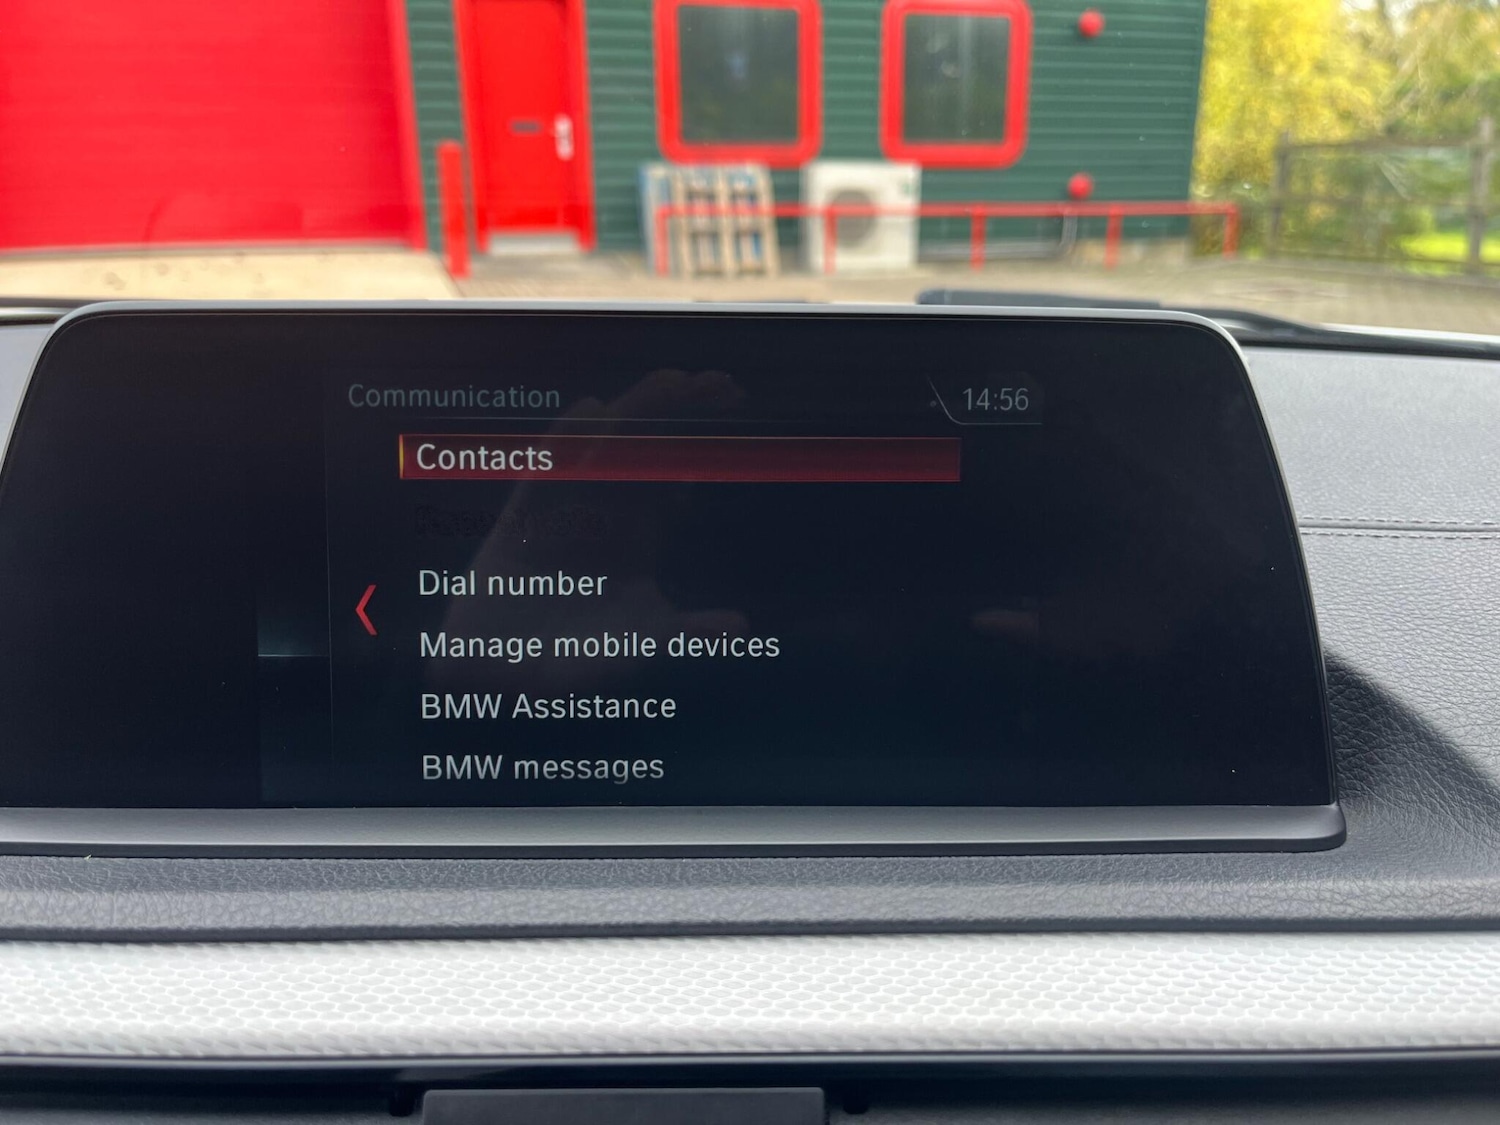 Communication
14:56
Contacts
Dial number
Manage mobile devices
BMW Assistance
BMW messages